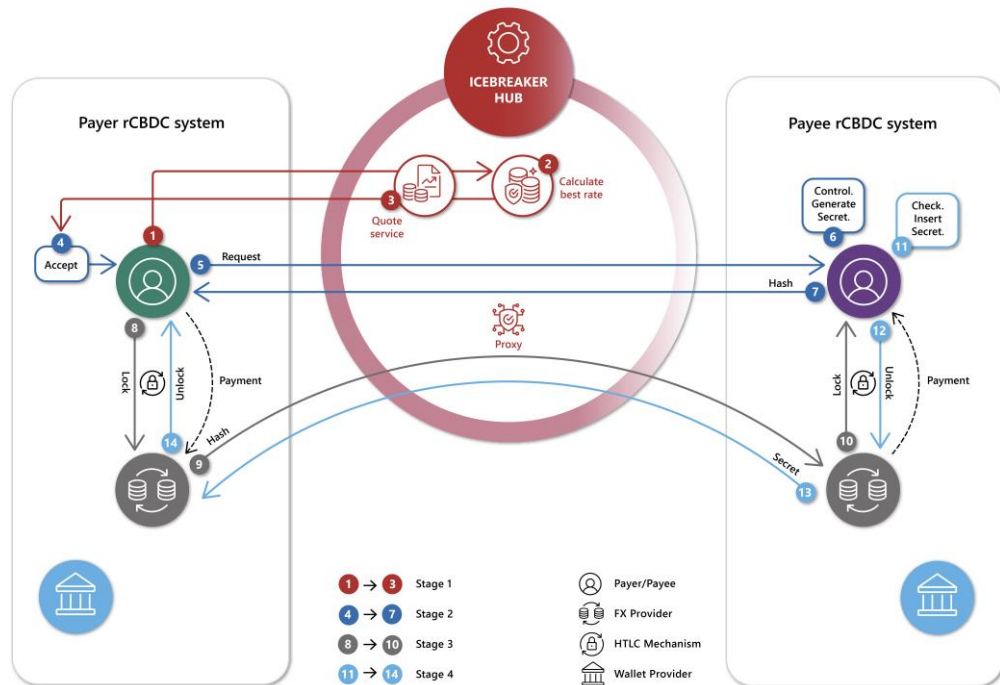 ICEBREAKER
HUB
Payer rCBDC system
Payee rCBDC system
2
Calculate
best rate
3
Quote
service
Control.
Generate
Secret.
6
Check.
Insert
Secret.
11
4
Accept
1
5
Request
Hash
7
Proxy
8
Lock
Unlock
Payment
14
Hash
9
12
Lock
Unlock
Payment
10
Secret
13
1 → 3 Stage 1
4 → 7 Stage 2
8 → 10 Stage 3
11 → 14 Stage 4
Payer/Payee
FX Provider
HTLC Mechanism
Wallet Provider